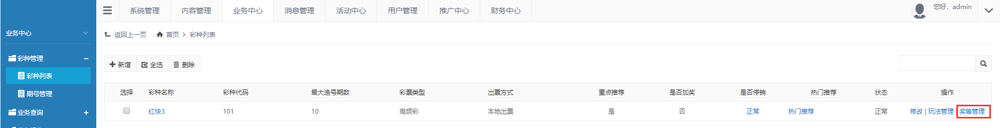 系统管理 内容管理 业务中心 消息管理 活动中心 用户管理 推广中心 财务中心 您好，admin
业务中心
返回上一页 首页 > 彩种列表
彩种管理
彩种列表
期号管理
业务查询
新增 全选 删除
选择 彩种名称 彩种代码 最大追号期数 彩票类型 出票方式 重点推荐 是否加奖 是否停销 热门推荐 状态 操作
红快3 101 10 高频彩 本地出票 是 否 正常 热门推荐 正常 修改 | 玩法管理 奖等管理